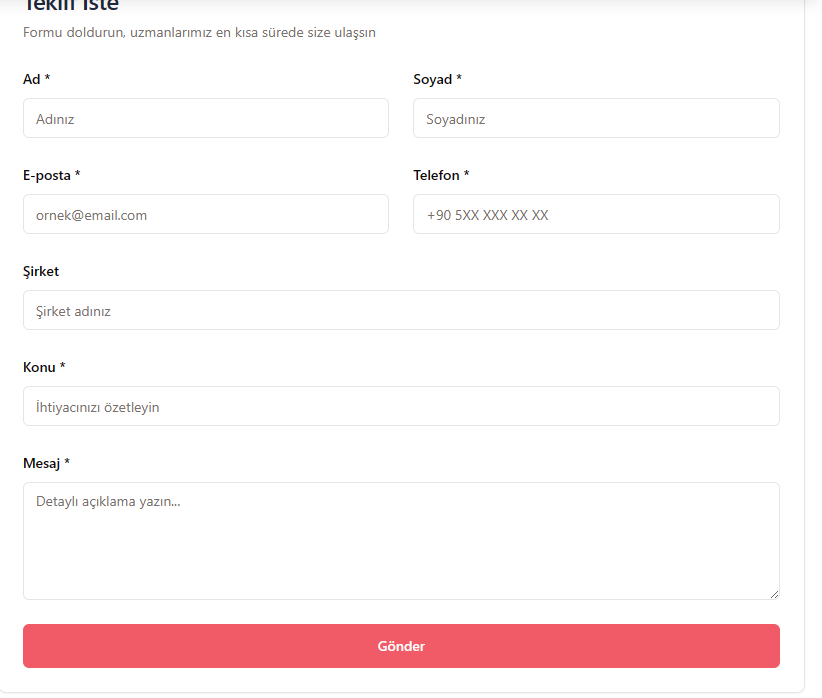 Teklif İste
Formu doldurun, uzmanlarımız en kısa sürede size ulaşsın
Ad *
Soyad *
Adınız
Soyadınız
E-posta *
Telefon *
ornek@email.com
+90 5XX XXX XX XX
Şirket
Şirket adınız
Konu *
İhtiyacınızı özetleyin
Mesaj *
Detaylı açıklama yazın...
Gönder